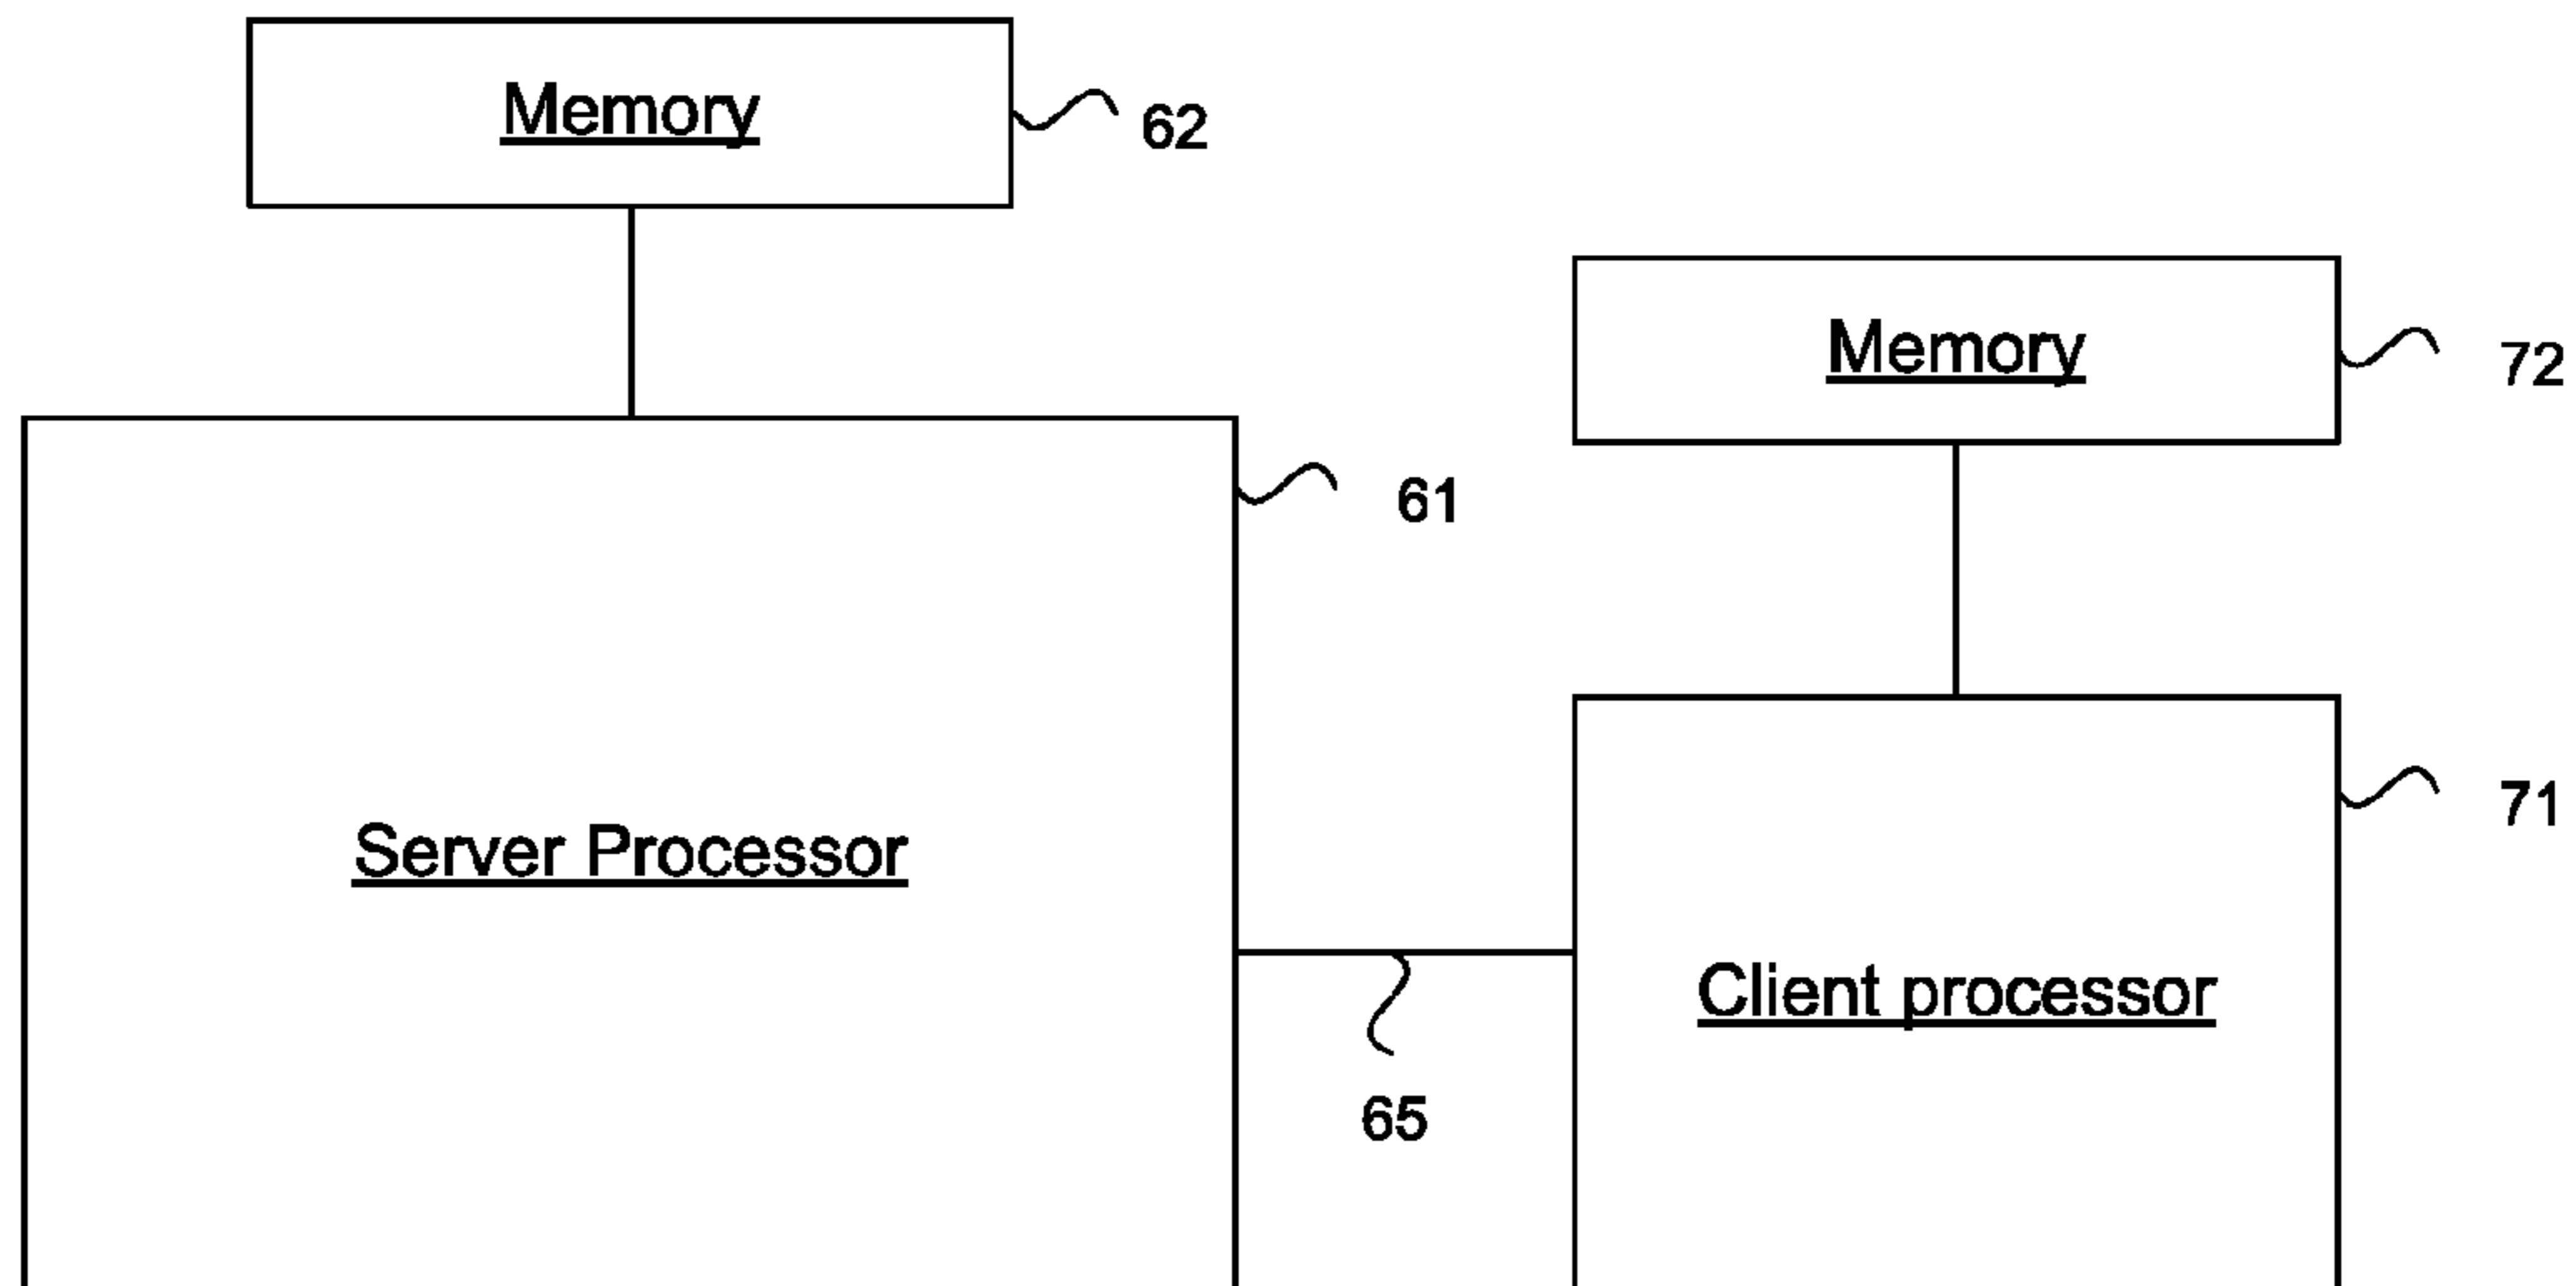 Memory
62
Memory
72
61
71
Server Processor
Client processor
65